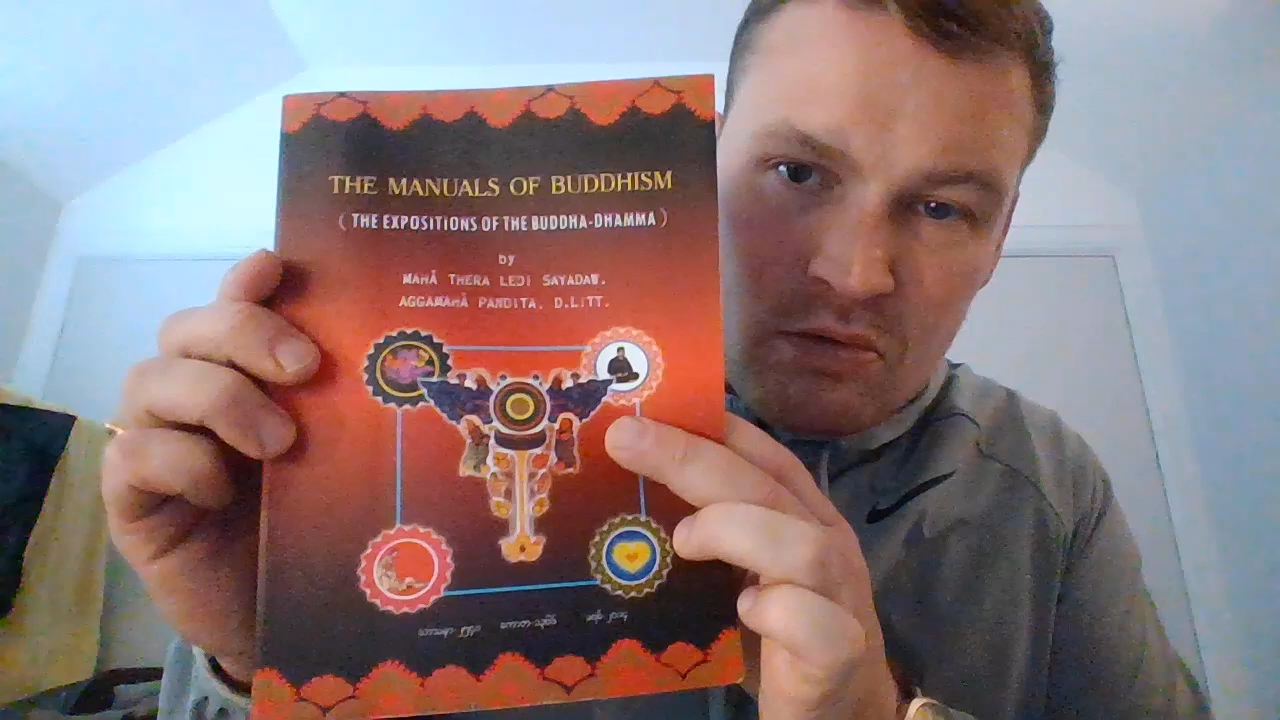 THE MANUALS OF BUDDHISM
(THE EXPOSITIONS OF THE BUDDHA-DHAMMA)
by
MAHĀ THERA LEDI SAYADAW,
AGGAMAHĀ PANDITA, D.LITT.